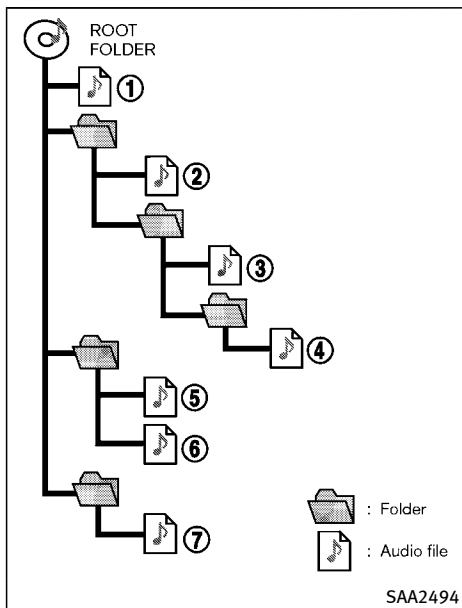 ROOT
FOLDER
①
②
③
④
⑤
⑥
⑦
: Folder
: Audio file
SAA2494